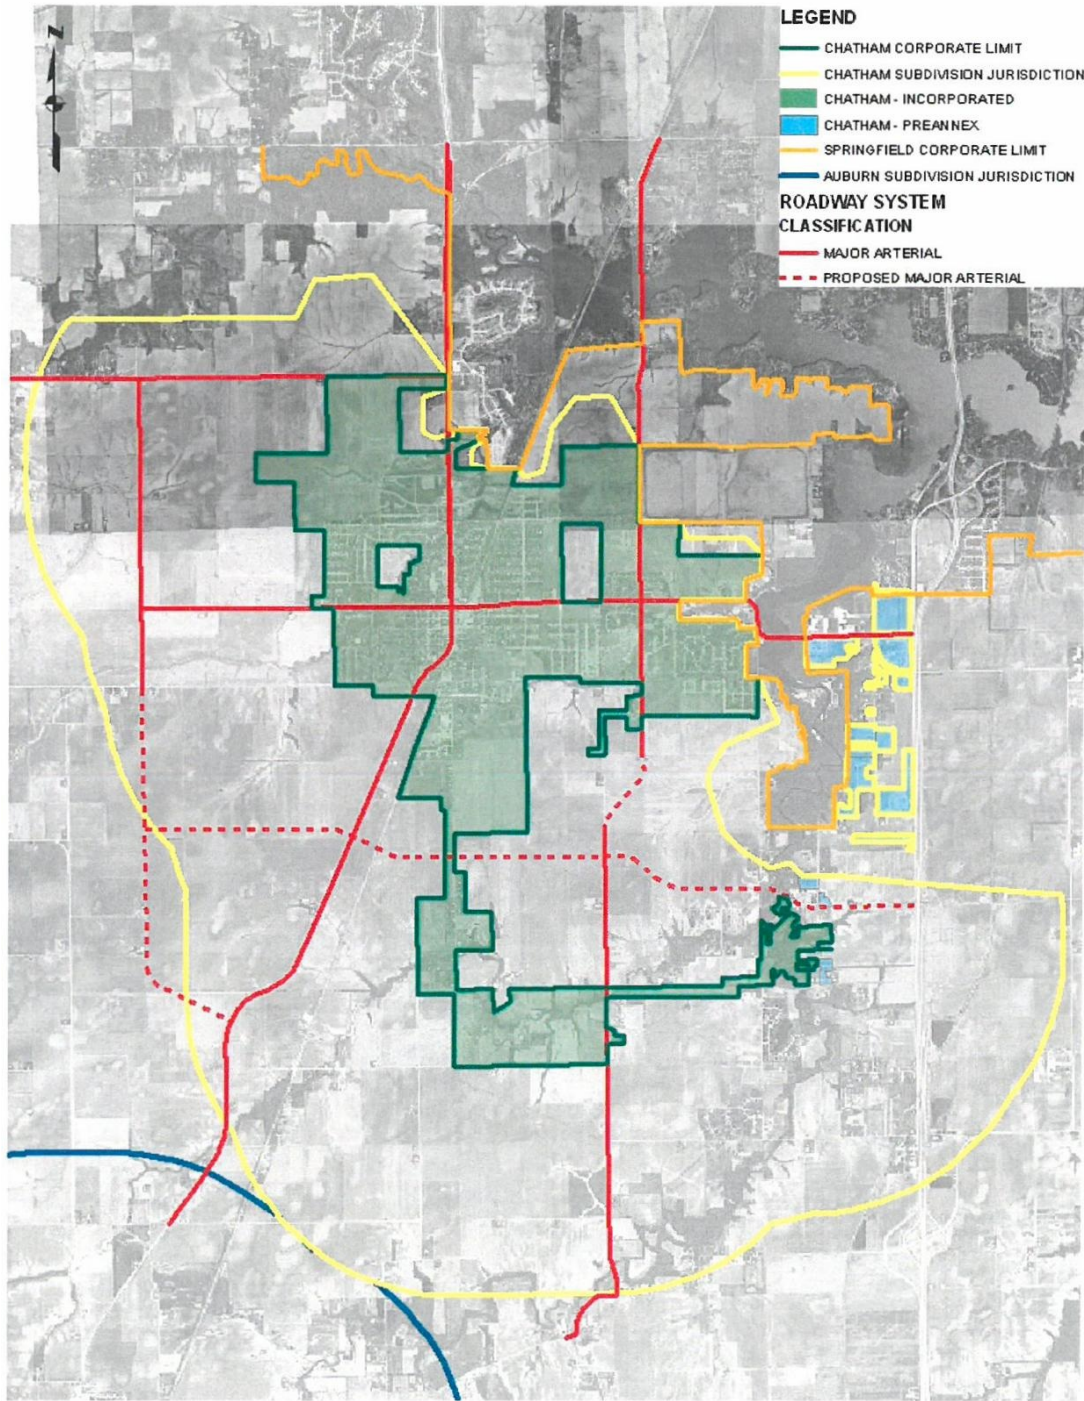 LEGEND
CHATHAM CORPORATE LIMIT
CHATHAM SUBDIVISION JURISDICTION
CHATHAM - INCORPORATED
CHATHAM - PREANNEX
SPRINGFIELD CORPORATE LIMIT
AUBURN SUBDIVISION JURISDICTION
ROADWAY SYSTEM
CLASSIFICATION
MAJOR ARTERIAL
PROPOSED MAJOR ARTERIAL
N